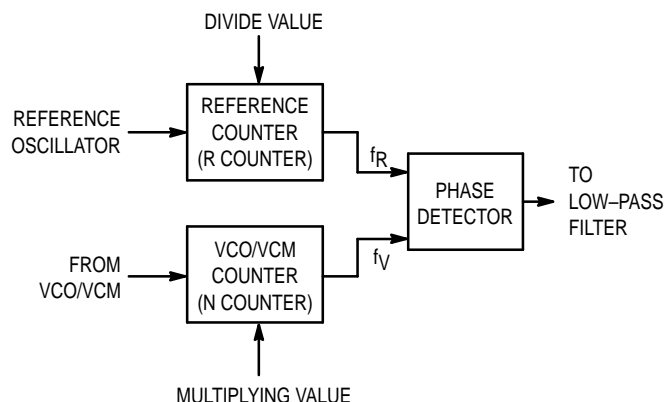 DIVIDE VALUE
REFERENCE
OSCILLATOR
REFERENCE
COUNTER
(R COUNTER)
fR
PHASE
DETECTOR
TO
LOW–PASS
FILTER
FROM
VCO/VCM
VCO/VCM
COUNTER
(N COUNTER)
fV
MULTIPLYING VALUE